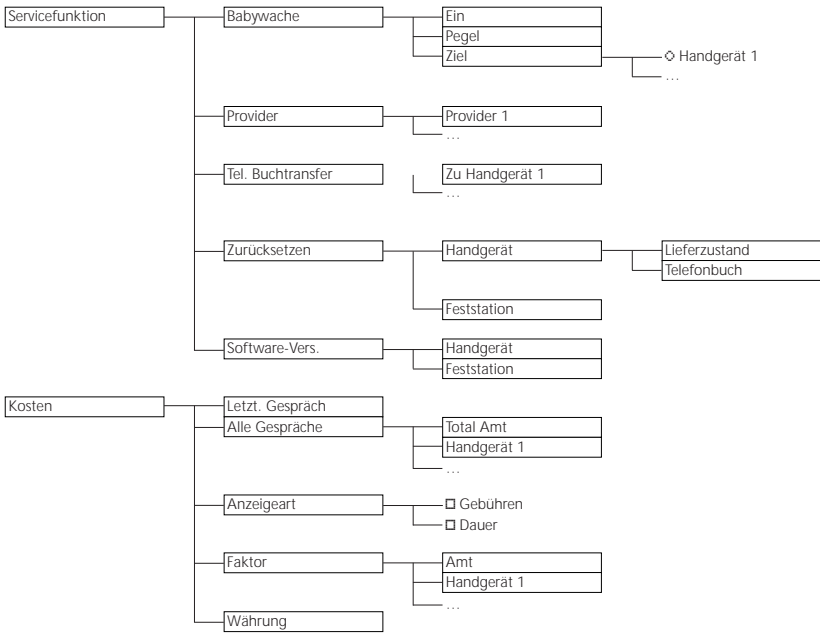 Servicefunktion
Babywache
Ein
Pegel
Ziel
Handgerät 1
...
Provider
Provider 1
...
Tel. Buchtransfer
Zu Handgerät 1
...
Zurücksetzen
Handgerät
Lieferzustand
Telefonbuch
Feststation
Software-Vers.
Handgerät
Feststation
Kosten
Letzt. Gespräch
Alle Gespräche
Total Amt
Handgerät 1
...
Anzeigeart
Gebühren
Dauer
Faktor
Amt
Handgerät 1
...
Währung